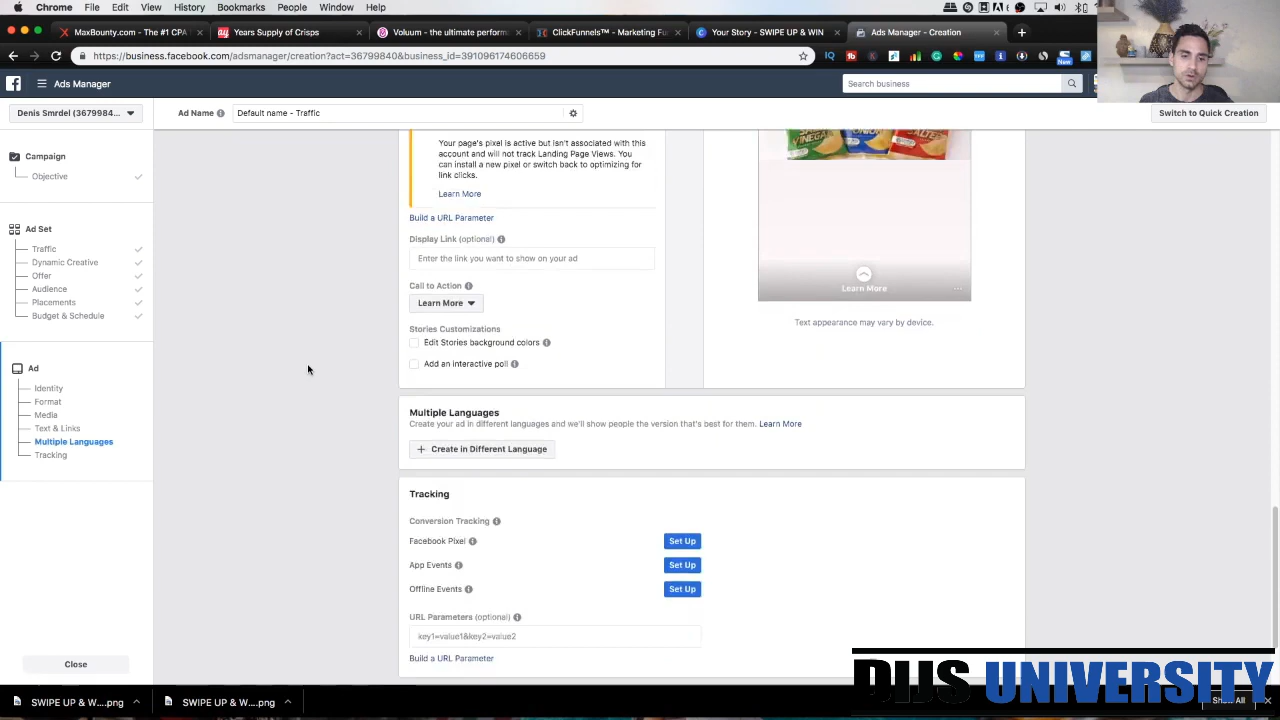 Chrome File Edit View History Bookmarks People Window Help
MaxBounty.com - The #1 CPA
Years Supply of Crisps
Voluum - the ultimate perform
ClickFunnels™ - Marketing Fu
Your Story - SWIPE UP & WIN
Ads Manager - Creation
https://business.facebook.com/adsmanager/creation?act=36799840&business_id=391096174606659
Ads Manager
Search business
Denis Smrdel (3679984...
Ad Name
Default name - Traffic
Switch to Quick Creation
Campaign
Objective
Ad Set
Traffic
Dynamic Creative
Offer
Audience
Placements
Budget & Schedule
Ad
Identity
Format
Media
Text & Links
Multiple Languages
Tracking
Close
Your page's pixel is active but isn't associated with this
account and will not track Landing Page Views. You
can install a new pixel or switch back to optimizing for
link clicks.
Learn More
Build a URL Parameter
Display Link (optional)
Enter the link you want to show on your ad
Call to Action
Learn More
Stories Customizations
Edit Stories background colors
Add an interactive poll
Learn More
Text appearance may vary by device.
Multiple Languages
Create your ad in different languages and we'll show people the version that's best for them. Learn More
+ Create in Different Language
Tracking
Conversion Tracking
Facebook Pixel
Set Up
App Events
Set Up
Offline Events
Set Up
URL Parameters (optional)
key1=value1&key2=value2
Build a URL Parameter
DIJS UNIVERSITY
SWIPE UP & W....png
SWIPE UP & W....png
Show All